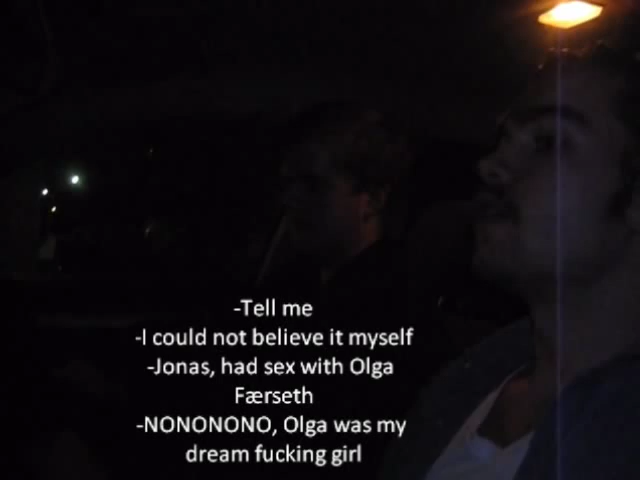 -Tell me
-I could not believe it myself
-Jonas, had sex with Olga
Færseth
-NONONONO, Olga was my
dream fucking girl